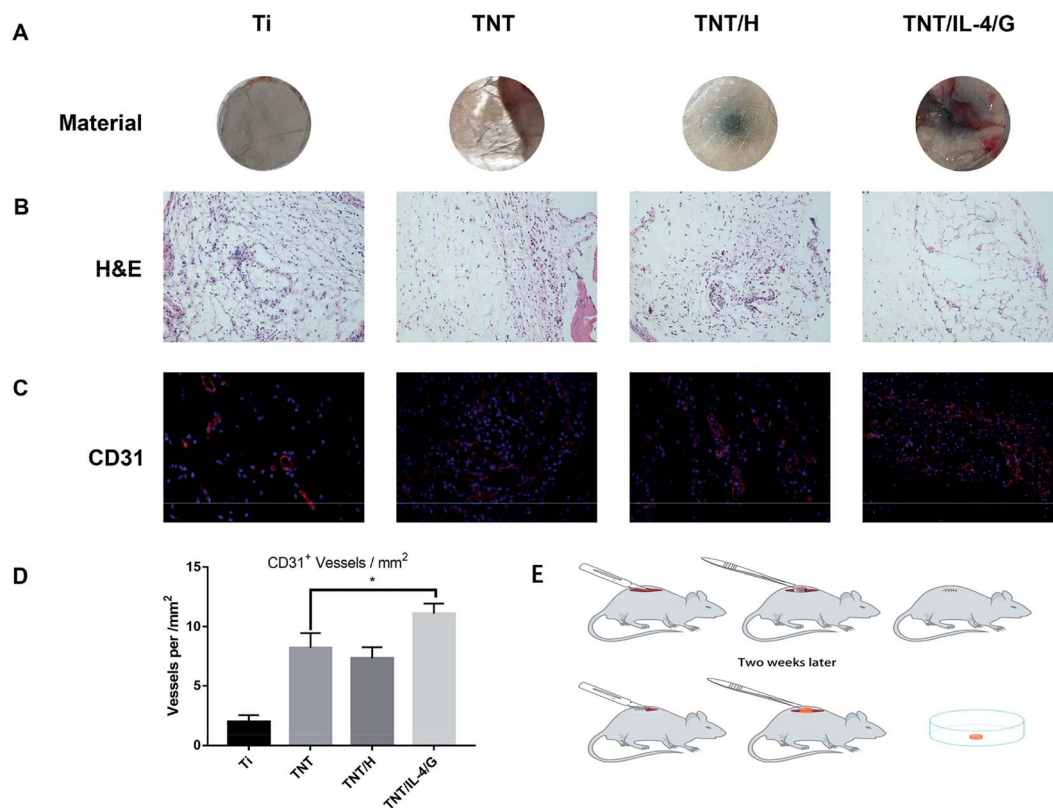 A
Ti
TNT
TNT/H
TNT/IL-4/G
Material
B
H&E
C
CD31
D
CD31⁺ Vessels / mm²
*
Vessels per /mm²
15
10
5
0
Ti
TNT
TNT/H
TNT/IL-4/G
E
Two weeks later